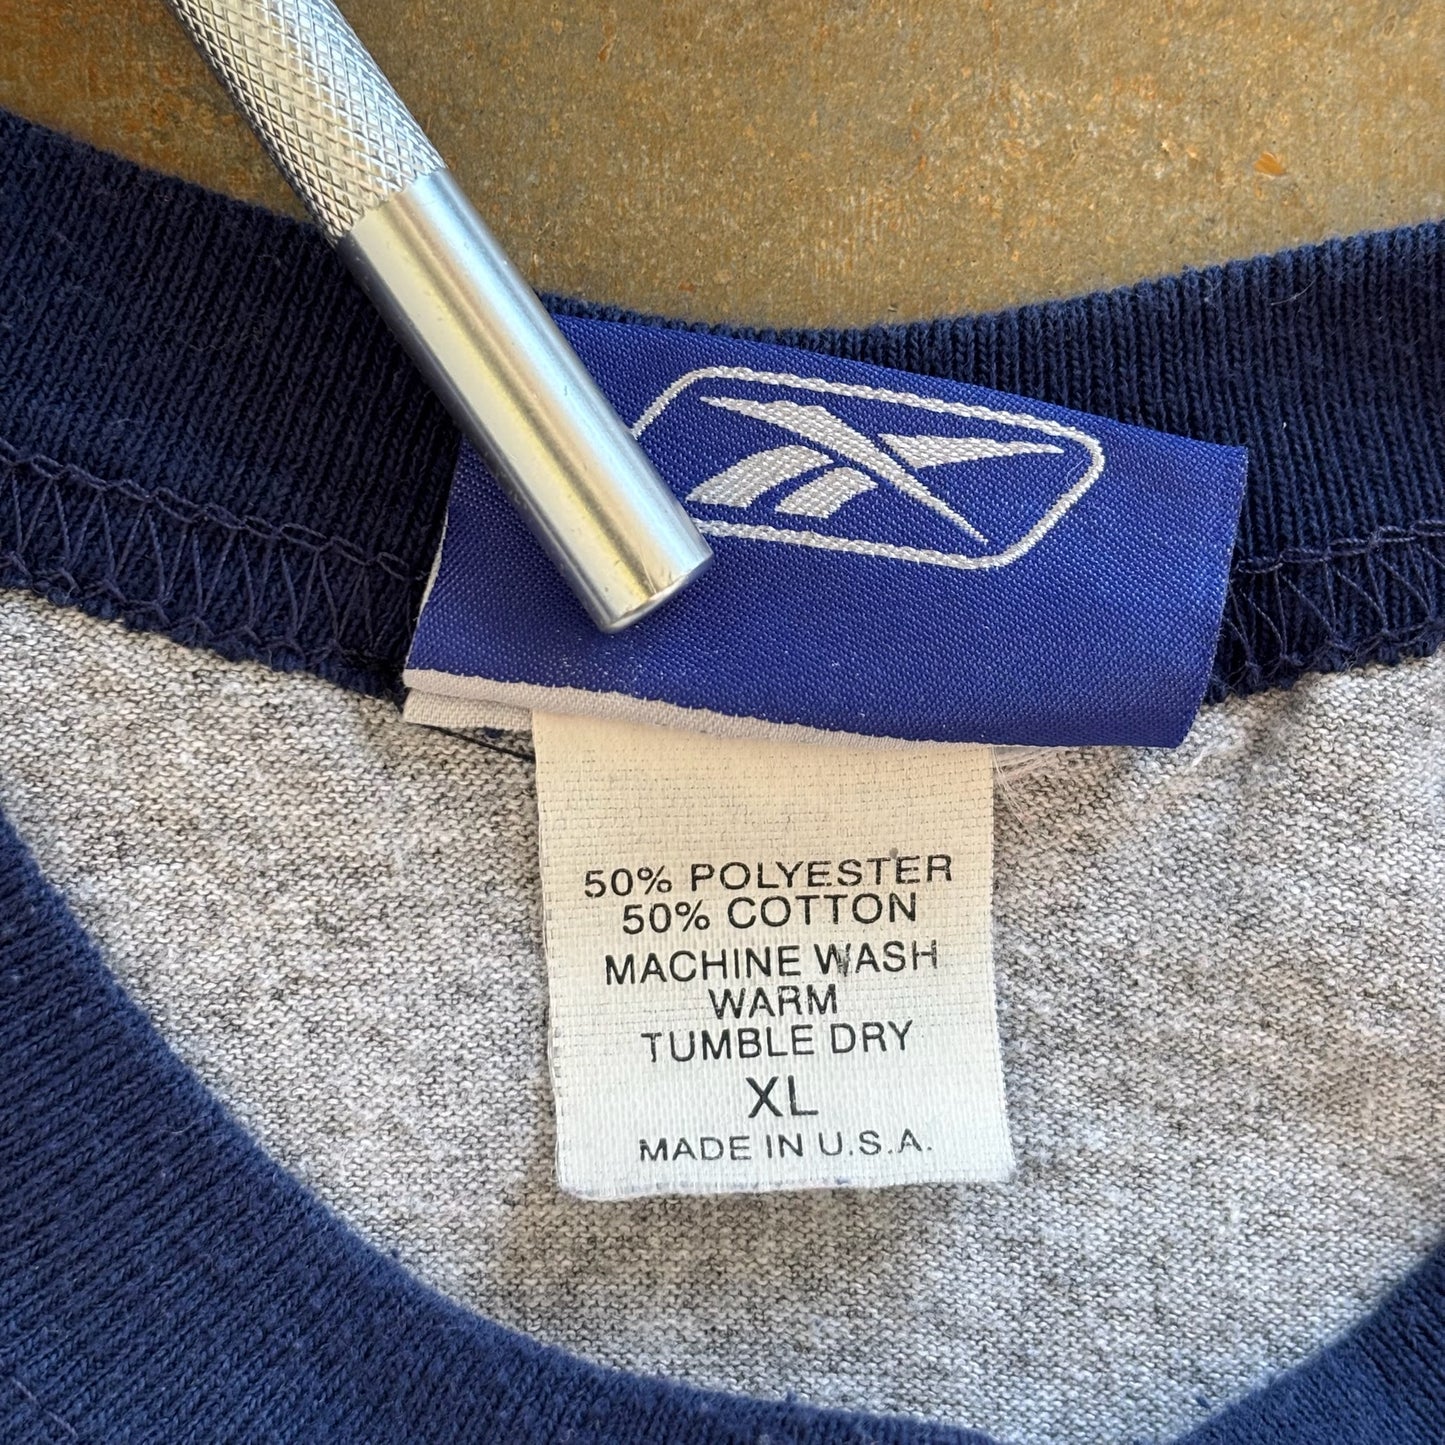 50% POLYESTER
50% COTTON
MACHINE WASH
WARM
TUMBLE DRY
XL
MADE IN U.S.A.